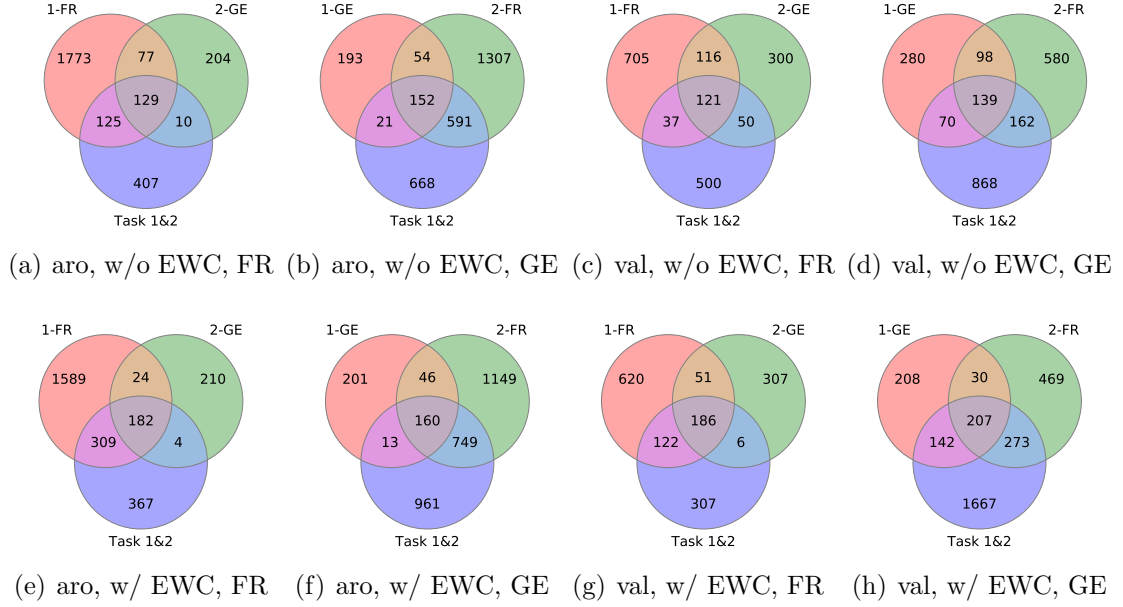 1-FR 2-GE 1-GE 2-FR 1-FR 2-GE 1-GE 2-FR
1773 77 204 193 54 1307 705 116 300 280 98 580
129 152 121 139
125 10 21 591 37 50 70 162
407 668 500 868
Task 1&2 Task 1&2 Task 1&2 Task 1&2
(a) aro, w/o EWC, FR (b) aro, w/o EWC, GE (c) val, w/o EWC, FR (d) val, w/o EWC, GE
1-FR 2-GE 1-GE 2-FR 1-FR 2-GE 1-GE 2-FR
1589 24 210 201 46 1149 620 51 307 208 30 469
182 160 186 207
309 4 13 749 122 6 142 273
367 961 307 1667
Task 1&2 Task 1&2 Task 1&2 Task 1&2
(e) aro, w/ EWC, FR (f) aro, w/ EWC, GE (g) val, w/ EWC, FR (h) val, w/ EWC, GE